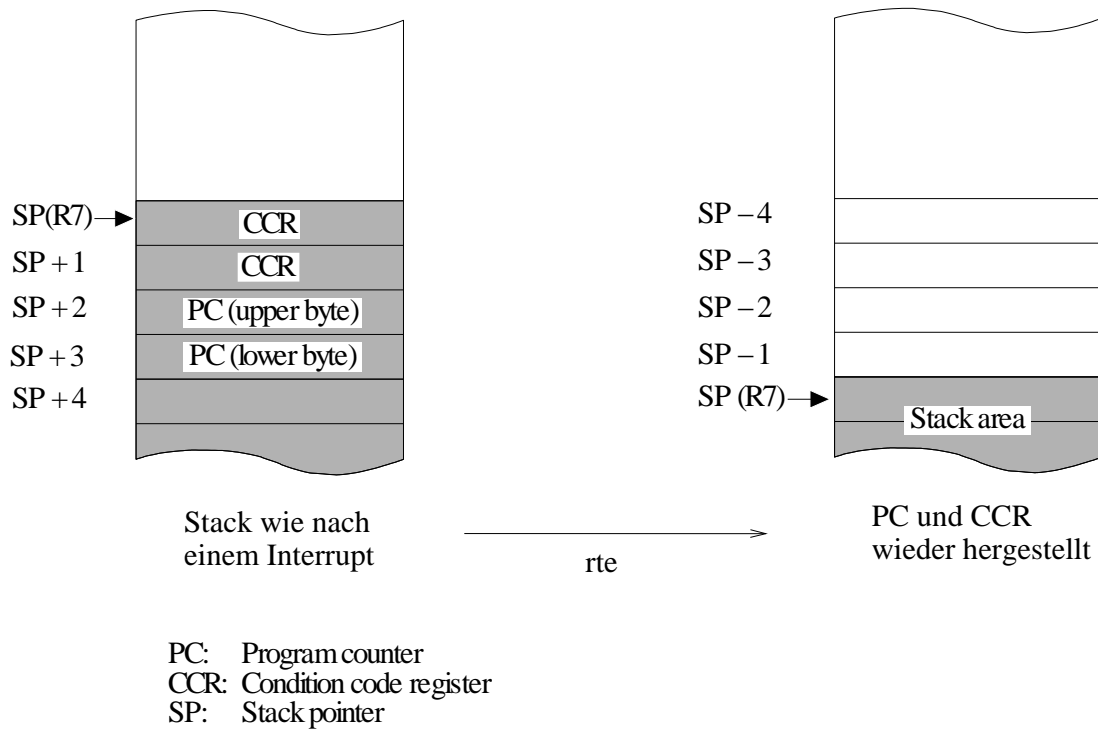 SP(R7)
CCR
SP + 1
CCR
SP + 2
PC (upper byte)
SP + 3
PC (lower byte)
SP + 4
SP – 4
SP – 3
SP – 2
SP – 1
SP (R7)
Stack area
Stack wie nach
einem Interrupt
rte
PC und CCR
wieder hergestellt
PC: Program counter
CCR: Condition code register
SP: Stack pointer